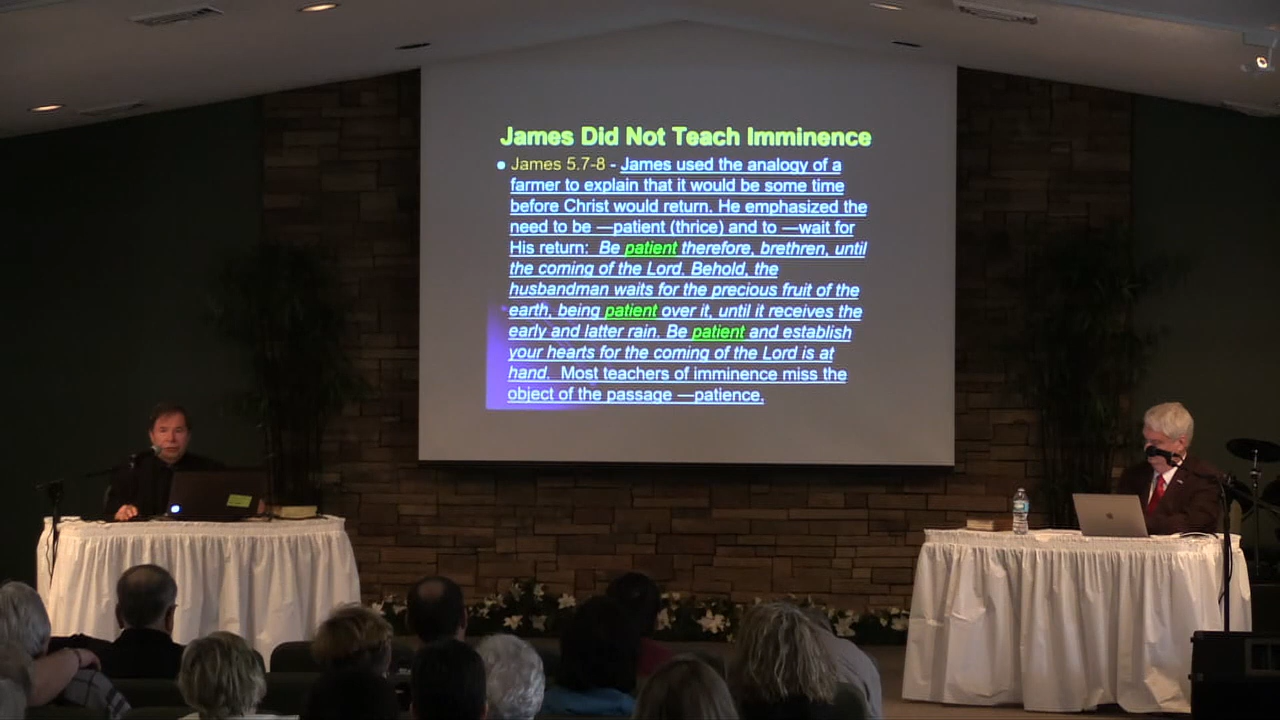 James Did Not Teach Imminence
• James 5.7-8 - James used the analogy of a
farmer to explain that it would be some time
before Christ would return. He emphasized the
need to be —patient (thrice) and to —wait for
His return: Be patient therefore, brethren, until
the coming of the Lord. Behold, the
husbandman waits for the precious fruit of the
earth, being patient over it, until it receives the
early and latter rain. Be patient and establish
your hearts for the coming of the Lord is at
hand. Most teachers of imminence miss the
object of the passage —patience.